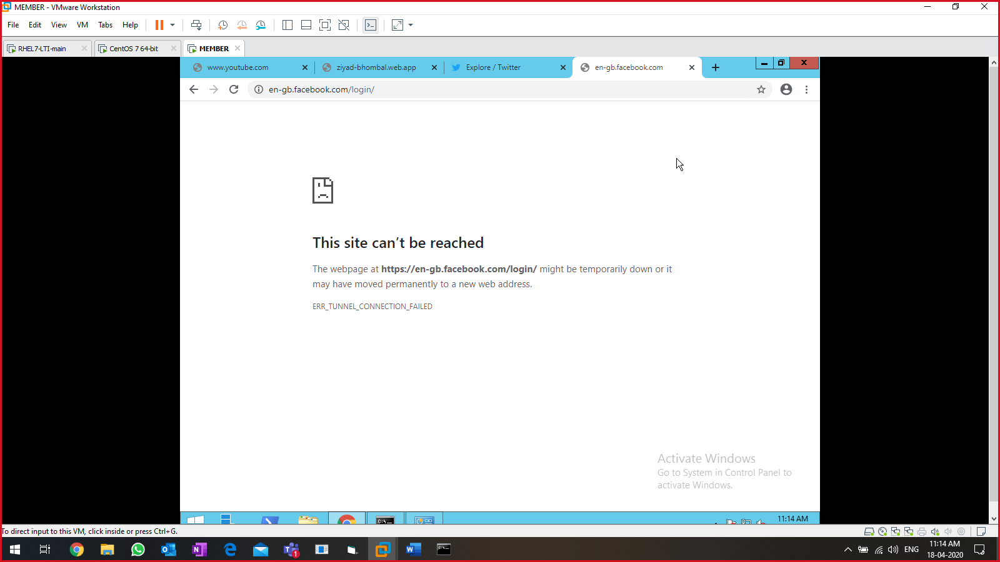 MEMBER - VMware Workstation
File Edit View VM Tabs Help
RHEL7-LTI-main CentOS 7 64-bit MEMBER
www.youtube.com ziyad-bhombal.web.app Explore / Twitter en-gb.facebook.com
en-gb.facebook.com/login/
This site can’t be reached
The webpage at https://en-gb.facebook.com/login/ might be temporarily down or it
may have moved permanently to a new web address.
ERR_TUNNEL_CONNECTION_FAILED
Activate Windows
Go to System in Control Panel to
activate Windows.
11:14 AM
To direct input to this VM, click inside or press Ctrl+G.
1
ENG
11:14 AM
18-04-2020